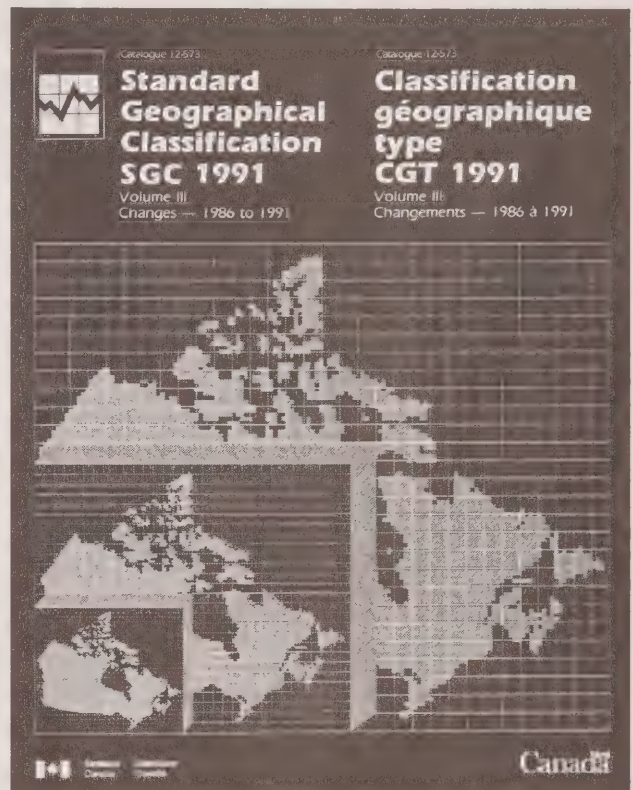 Catalogue 12-573
Standard
Geographical
Classification
SGC 1991
Volume III
Changes — 1986 to 1991
Catalogue 12-573
Classification
géographique
type
CGT 1991
Volume III
Changements — 1986 à 1991
Canada